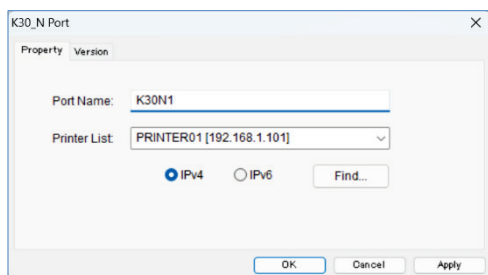 K30_N Port
Property Version
Port Name: K30N1
Printer List: PRINTER01 [192.168.1.101]
IPv4 IPv6 Find...
OK Cancel Apply